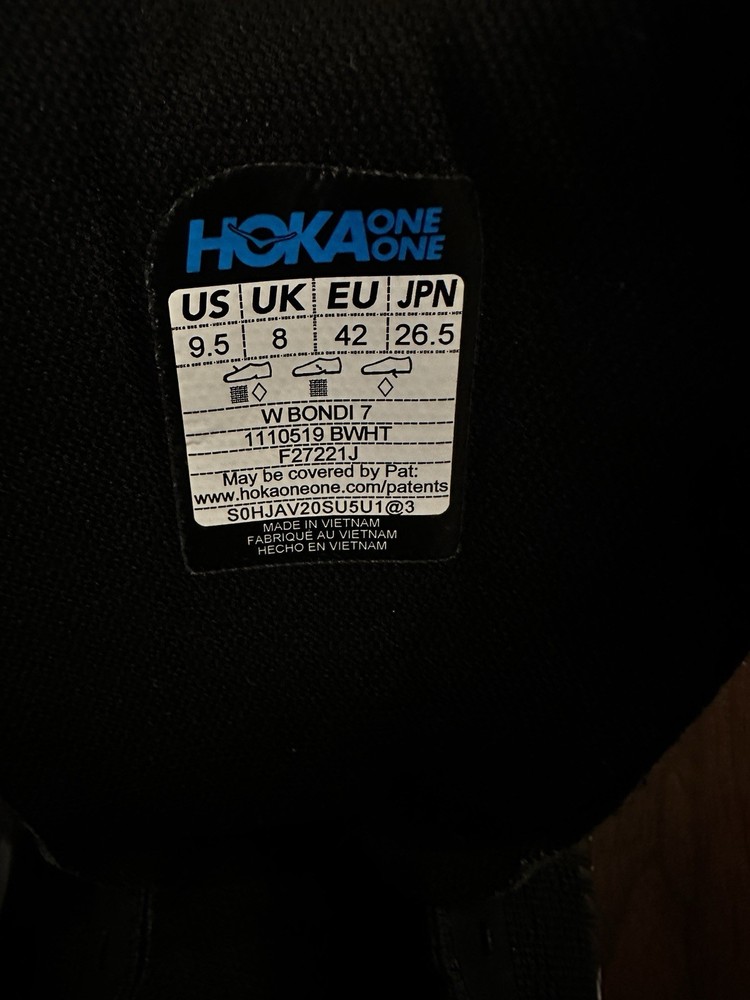 HOKA ONE ONE
US UK EU JPN
9.5 8 42 26.5
W BONDI 7
1110519 BWHT
F27221J
May be covered by Pat:
www.hokaoneone.com/patents
S0HJAV20SU5U1@3
MADE IN VIETNAM
FABRIQUÉ AU VIETNAM
HECHO EN VIETNAM